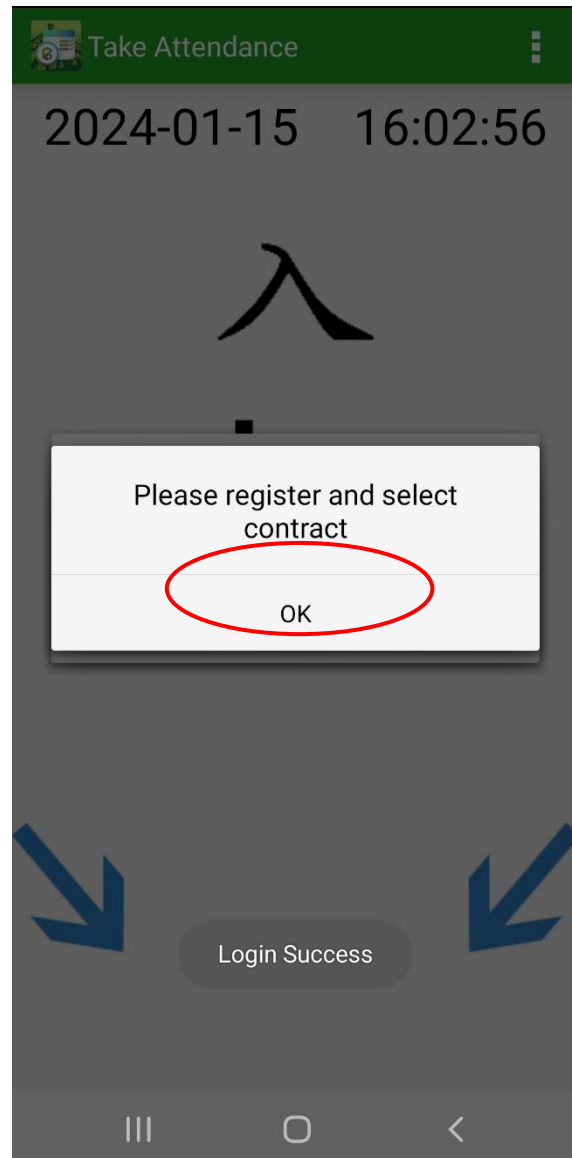 Take Attendance
2024-01-15 16:02:56
入
Please register and select
contract
OK
Login Success